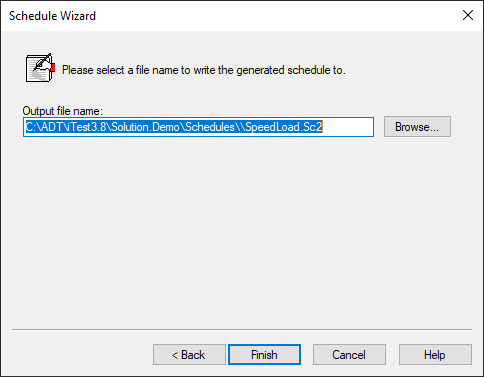 Schedule Wizard
Please select a file name to write the generated schedule to.
Output file name:
C:\ADT\iTest3.8\Solution.Demo\Schedules\\SpeedLoad.Sc2
Browse...
< Back
Finish
Cancel
Help